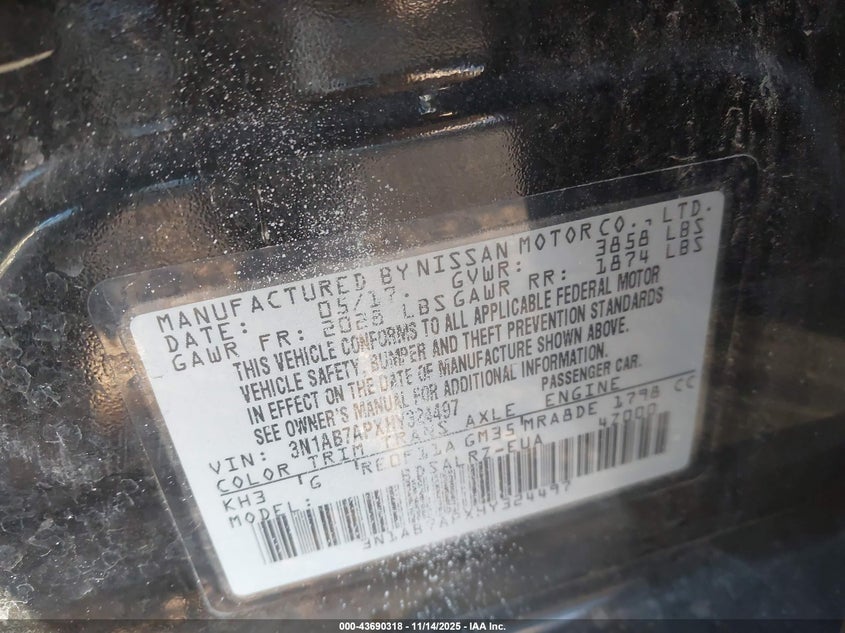 MANUFACTURED BY NISSAN MOTOR CO., LTD.
DATE: 05/17. GVWR: 3858 LBS
GAWR FR: 2028 LBS GAWR RR: 1874 LBS
THIS VEHICLE CONFORMS TO ALL APPLICABLE FEDERAL MOTOR
VEHICLE SAFETY, BUMPER AND THEFT PREVENTION STANDARDS
IN EFFECT ON THE DATE OF MANUFACTURE SHOWN ABOVE.
SEE OWNER'S MANUAL FOR ADDITIONAL INFORMATION.
VIN: 3N1AB7APXHY324497 PASSENGER CAR.
COLOR TRIM TRANS AXLE ENGINE
KH3 G RE0F11A GM35 MRA8DE 1798 CC
MODEL: 47000
3N1AB7APXHY324497
000-43690318 - 11/14/2025 - IAA Inc.